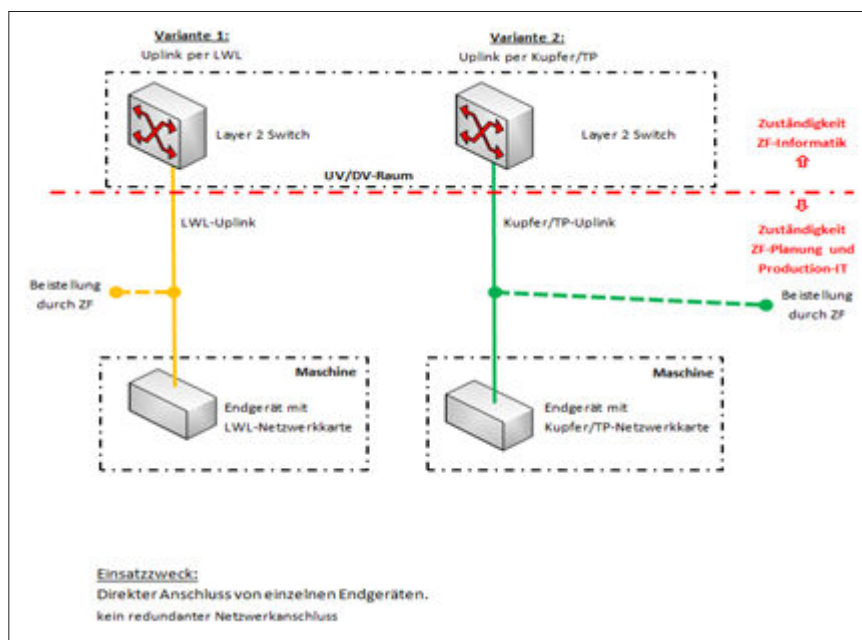 Variante 1:
Uplink per LWL
Variante 2:
Uplink per Kupfer/TP
Layer 2 Switch
Layer 2 Switch
UV/DV-Raum
Zuständigkeit
ZF-Informatik
LWL-Uplink
Kupfer/TP-Uplink
Zuständigkeit
ZF-Planung und
Production-IT
Beistellung
durch ZF
Beistellung
durch ZF
Maschine
Endgerät mit
LWL-Netzwerkkarte
Maschine
Endgerät mit
Kupfer/TP-Netzwerkkarte
Einsatzzweck:
Direkter Anschluss von einzelnen Endgeräten.
kein redundanter Netzwerkanschluss